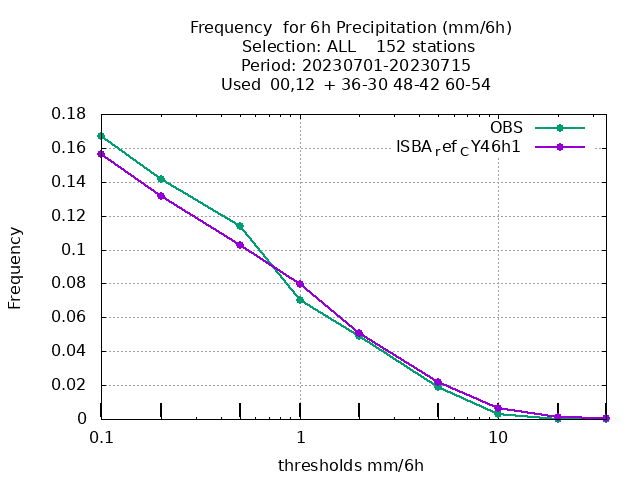 Frequency  for 6h Precipitation (mm/6h)
Selection: ALL    152 stations
Period: 20230701-20230715
Used  00,12  + 36-30 48-42 60-54
OBS
ISBArefCY46h1
0.18
0.16
0.14
0.12
0.1
0.08
0.06
0.04
0.02
0
Frequency
0.1
1
10
thresholds mm/6h